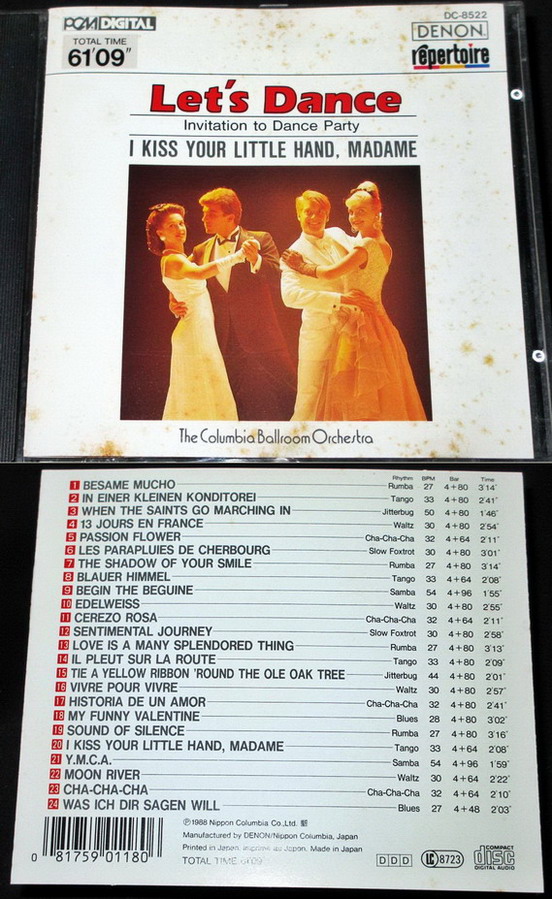 PCM DIGITAL
TOTAL TIME
61'09"
DC-8522
DENON
répertoire
Let's Dance
Invitation to Dance Party
I KISS YOUR LITTLE HAND, MADAME
The Columbia Ballroom Orchestra
Rhythm BPM Bar Time
1 BESAME MUCHO Rumba 27 4+80 3'14"
2 IN EINER KLEINEN KONDITOREI Tango 33 4+80 2'41"
3 WHEN THE SAINTS GO MARCHING IN Jitterbug 50 4+80 1'46"
4 13 JOURS EN FRANCE Waltz 30 4+80 2'54"
5 PASSION FLOWER Cha-Cha-Cha 32 4+64 2'11"
6 LES PARAPLUIES DE CHERBOURG Slow Foxtrot 30 4+80 3'01"
7 THE SHADOW OF YOUR SMILE Rumba 27 4+80 3'14"
8 BLAUER HIMMEL Tango 33 4+64 2'08"
9 BEGIN THE BEGUINE Samba 54 4+96 1'55"
10 EDELWEISS Waltz 30 4+80 2'55"
11 CEREZO ROSA Cha-Cha-Cha 32 4+64 2'11"
12 SENTIMENTAL JOURNEY Slow Foxtrot 30 4+80 2'58"
13 LOVE IS A MANY SPLENDORED THING Rumba 27 4+80 3'13"
14 IL PLEUT SUR LA ROUTE Tango 33 4+80 2'09"
15 TIE A YELLOW RIBBON 'ROUND THE OLE OAK TREE Jitterbug 44 4+80 2'01"
16 VIVRE POUR VIVRE Waltz 30 4+80 2'57"
17 HISTORIA DE UN AMOR Cha-Cha-Cha 32 4+80 2'41"
18 MY FUNNY VALENTINE Blues 28 4+80 3'02"
19 SOUND OF SILENCE Rumba 27 4+80 3'16"
20 I KISS YOUR LITTLE HAND, MADAME Tango 33 4+64 2'08"
21 Y.M.C.A. Samba 54 4+96 1'59"
22 MOON RIVER Waltz 30 4+64 2'22"
23 CHA-CHA-CHA Cha-Cha-Cha 32 4+64 2'10"
24 WAS ICH DIR SAGEN WILL Blues 27 4+48 2'03"
℗1988 Nippon Columbia Co., Ltd.
Manufactured by DENON/Nippon Columbia, Japan
Printed in Japan, Made in Japan
TOTAL TIME 61'09"
0 81759 01180
DDD
LC 8723
COMPACT
disc
DIGITAL AUDIO